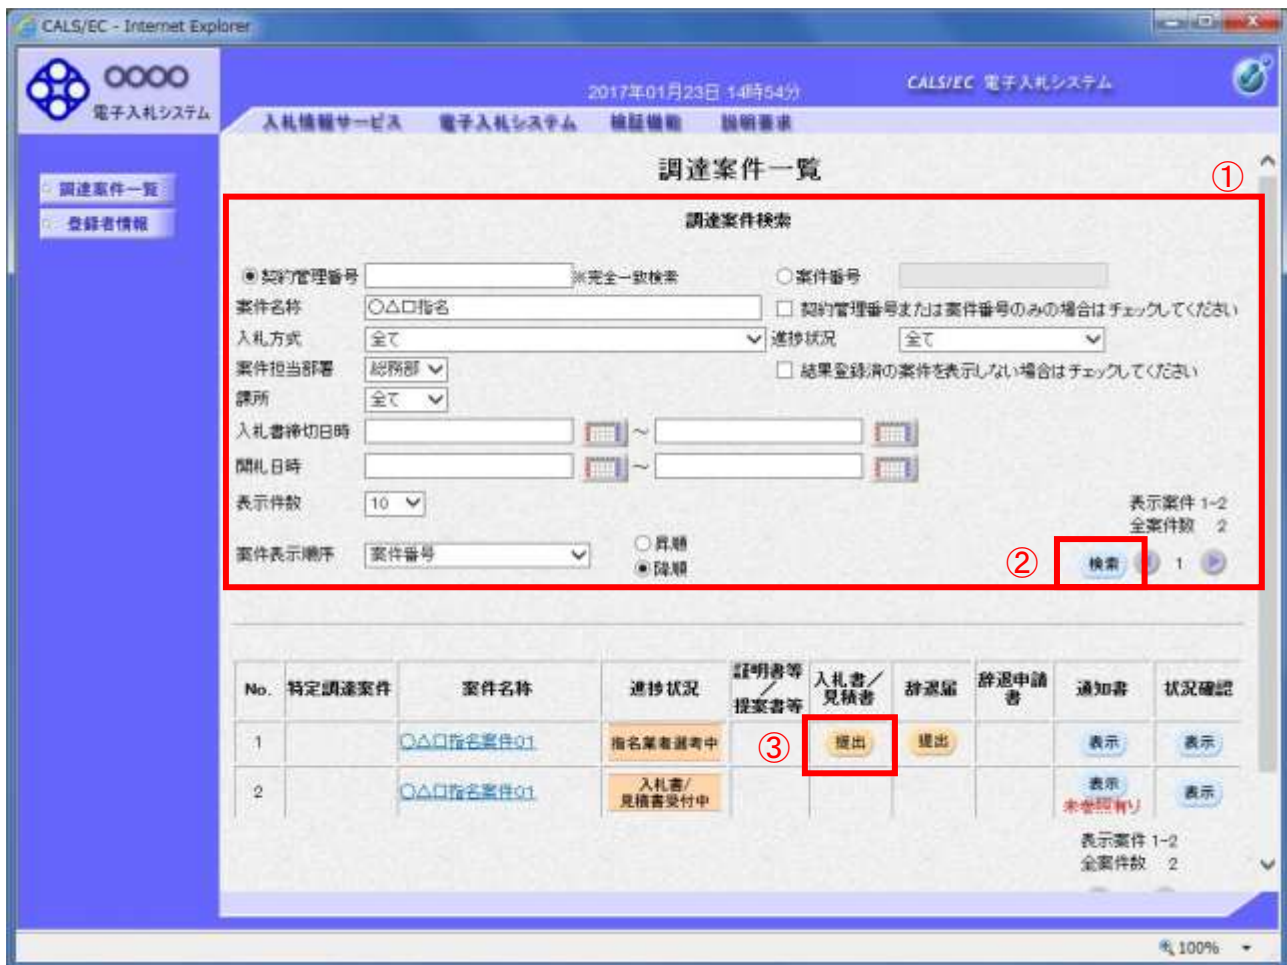 CALS/EC - Internet Explorer
〇〇〇〇
電子入札システム
2017年01月23日 14時54分
CALS/EC 電子入札システム
入札情報サービス 電子入札システム 検証機能 説明要求
調達案件一覧
登録者情報
調達案件一覧
①
調達案件検索
契約管理番号 ※完全一致検索 案件番号
案件名称 〇△口指名 契約管理番号または案件番号のみの場合はチェックしてください
入札方式 全て 進捗状況 全て
案件担当部署 総務部 結果登録済の案件を表示しない場合はチェックしてください
課所 全て
入札書締切日時 ～
開札日時 ～
表示件数 10
表示案件 1-2
全案件数 2
案件表示順序 案件番号
昇順
降順
② 検索 1
No. 特定調達案件 案件名称 進捗状況 証明書等／提案書等 入札書／見積書 辞退届 辞退申請書 通知書 状況確認
1 〇△口指名案件01 指名業者選考中 ③ 提出 提出 表示 表示
2 〇△口指名案件01 入札書/見積書受付中 表示 未参照有り 表示
表示案件 1-2
全案件数 2
100%